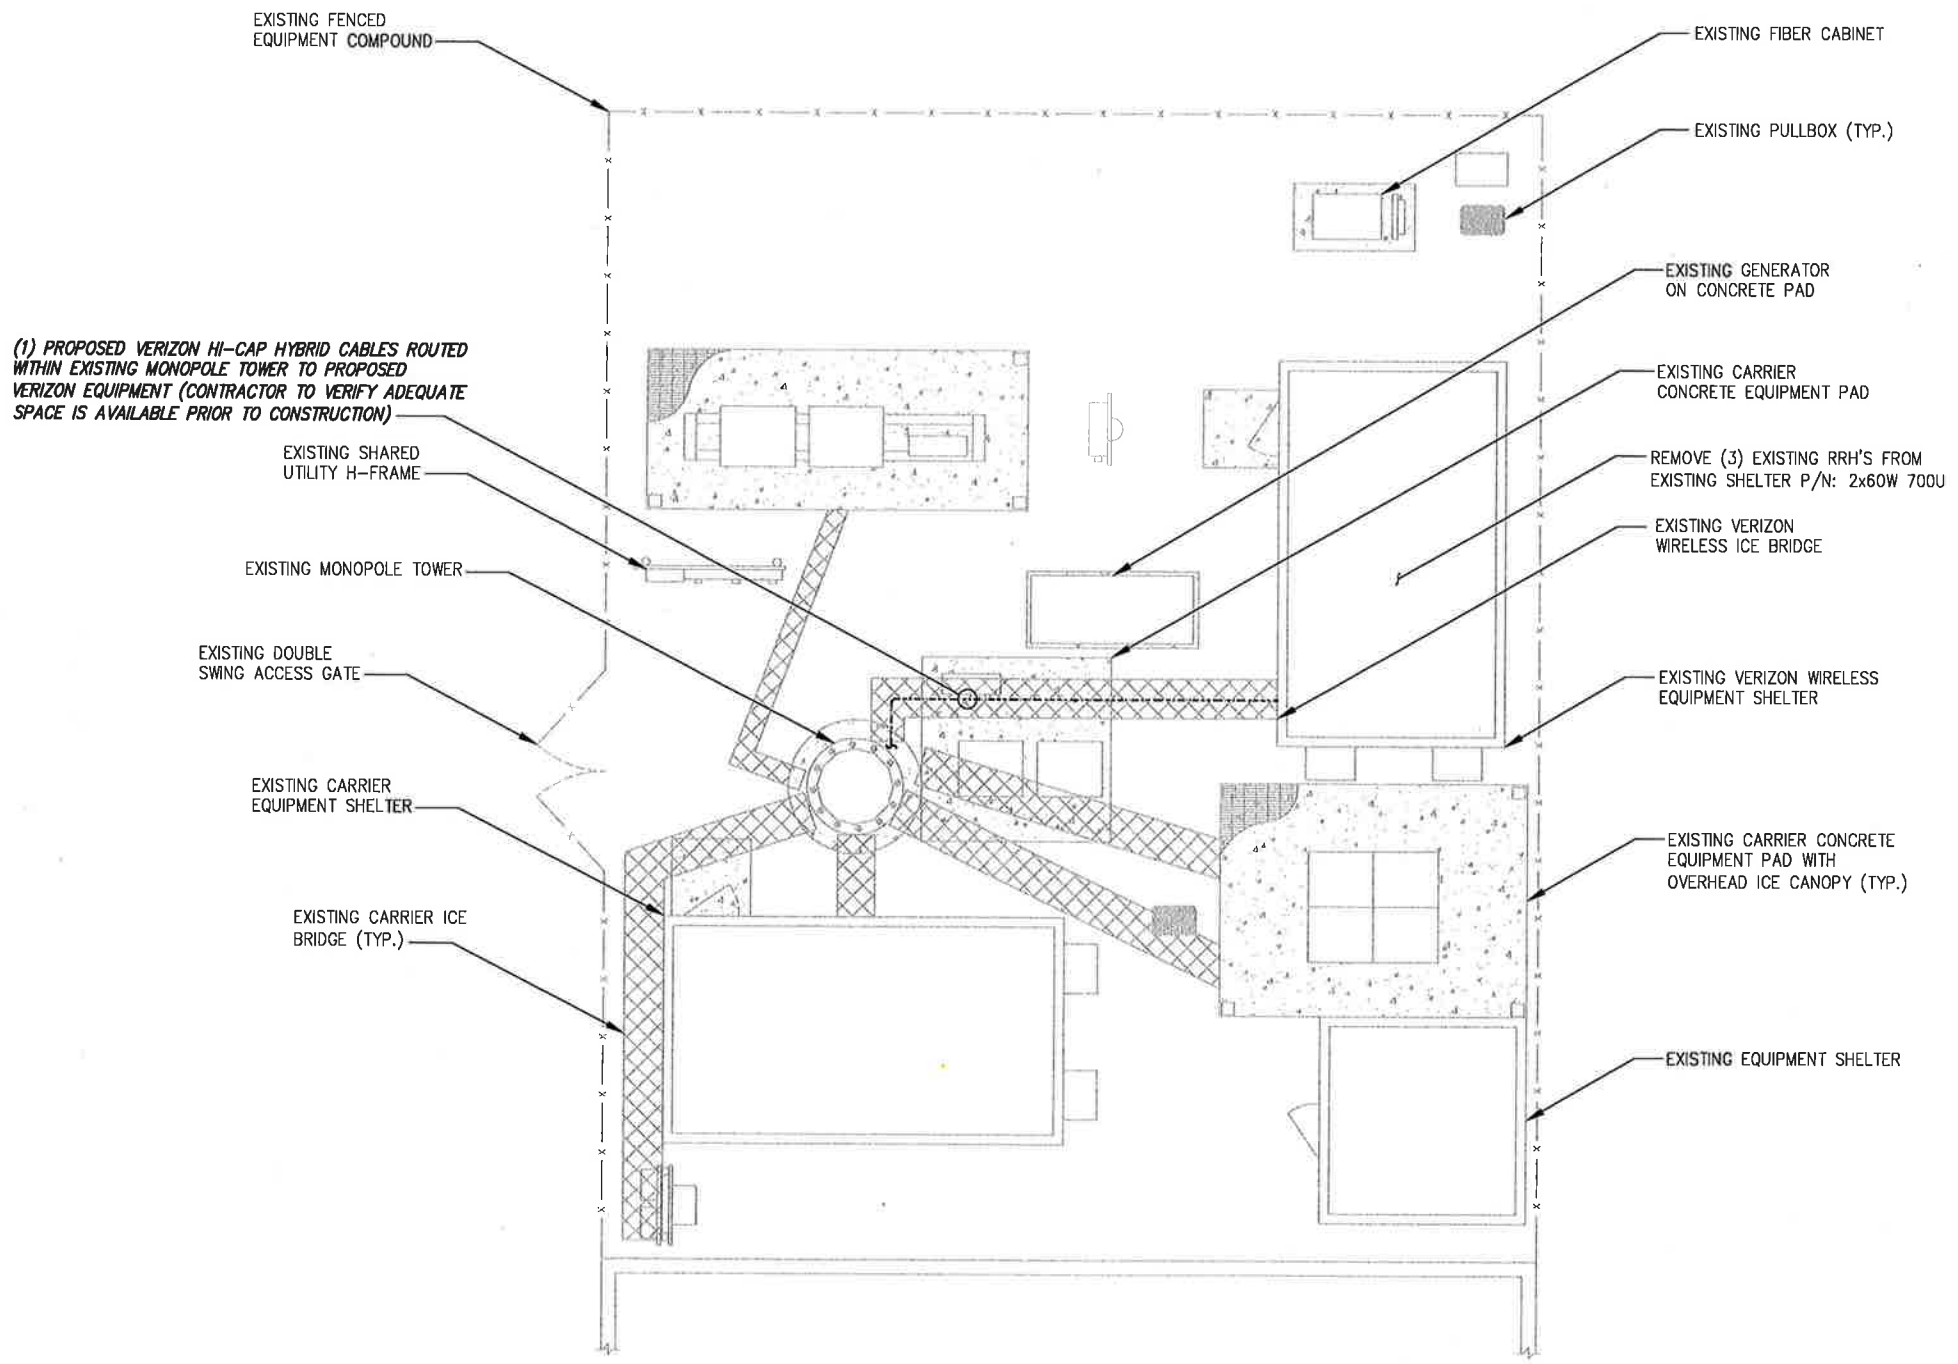 EXISTING FENCED
EQUIPMENT COMPOUND
(1) PROPOSED VERIZON HI-CAP HYBRID CABLES ROUTED
WITHIN EXISTING MONOPOLE TOWER TO PROPOSED
VERIZON EQUIPMENT (CONTRACTOR TO VERIFY ADEQUATE
SPACE IS AVAILABLE PRIOR TO CONSTRUCTION)
EXISTING SHARED
UTILITY H-FRAME
EXISTING MONOPOLE TOWER
EXISTING DOUBLE
SWING ACCESS GATE
EXISTING CARRIER
EQUIPMENT SHELTER
EXISTING CARRIER ICE
BRIDGE (TYP.)
EXISTING FIBER CABINET
EXISTING PULLBOX (TYP.)
EXISTING GENERATOR
ON CONCRETE PAD
EXISTING CARRIER
CONCRETE EQUIPMENT PAD
REMOVE (3) EXISTING RRH'S FROM
EXISTING SHELTER P/N: 2x60W 700U
EXISTING VERIZON
WIRELESS ICE BRIDGE
EXISTING VERIZON WIRELESS
EQUIPMENT SHELTER
EXISTING CARRIER CONCRETE
EQUIPMENT PAD WITH
OVERHEAD ICE CANOPY (TYP.)
EXISTING EQUIPMENT SHELTER